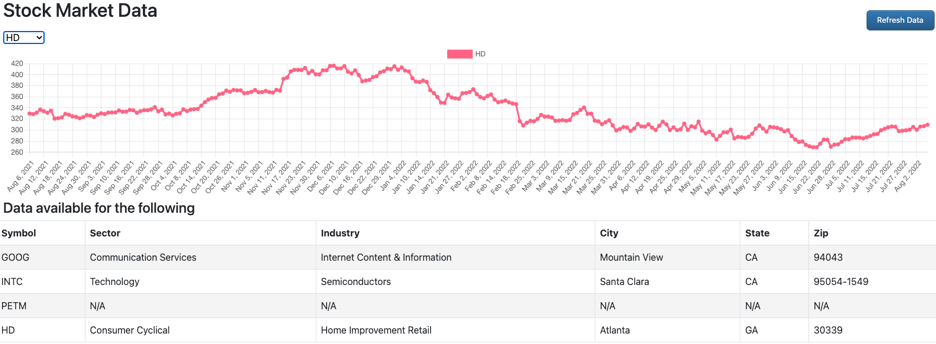 Stock Market Data
Refresh Data
HD
HD
420
400
380
360
340
320
300
280
260
Aug 6, 2021 Aug 12, 2021 Aug 18, 2021 Aug 24, 2021 Aug 30, 2021 Sep 3, 2021 Sep 10, 2021 Sep 16, 2021 Sep 22, 2021 Sep 28, 2021 Oct 4, 2021 Oct 8, 2021 Oct 14, 2021 Oct 20, 2021 Oct 26, 2021 Nov 1, 2021 Nov 5, 2021 Nov 11, 2021 Nov 17, 2021 Nov 23, 2021 Nov 30, 2021 Dec 6, 2021 Dec 10, 2021 Dec 16, 2021 Dec 22, 2021 Dec 29, 2021 Jan 4, 2022 Jan 10, 2022 Jan 14, 2022 Jan 21, 2022 Jan 27, 2022 Feb 2, 2022 Feb 8, 2022 Feb 14, 2022 Feb 18, 2022 Feb 25, 2022 Mar 3, 2022 Mar 9, 2022 Mar 15, 2022 Mar 21, 2022 Mar 25, 2022 Mar 31, 2022 Apr 6, 2022 Apr 12, 2022 Apr 19, 2022 Apr 25, 2022 Apr 29, 2022 May 5, 2022 May 11, 2022 May 17, 2022 May 23, 2022 May 27, 2022 Jun 3, 2022 Jun 9, 2022 Jun 15, 2022 Jun 22, 2022 Jun 28, 2022 Jul 5, 2022 Jul 11, 2022 Jul 15, 2022 Jul 21, 2022 Jul 27, 2022 Aug 2, 2022
Data available for the following
Symbol Sector Industry City State Zip
GOOG Communication Services Internet Content & Information Mountain View CA 94043
INTC Technology Semiconductors Santa Clara CA 95054-1549
PETM N/A N/A N/A N/A N/A
HD Consumer Cyclical Home Improvement Retail Atlanta GA 30339